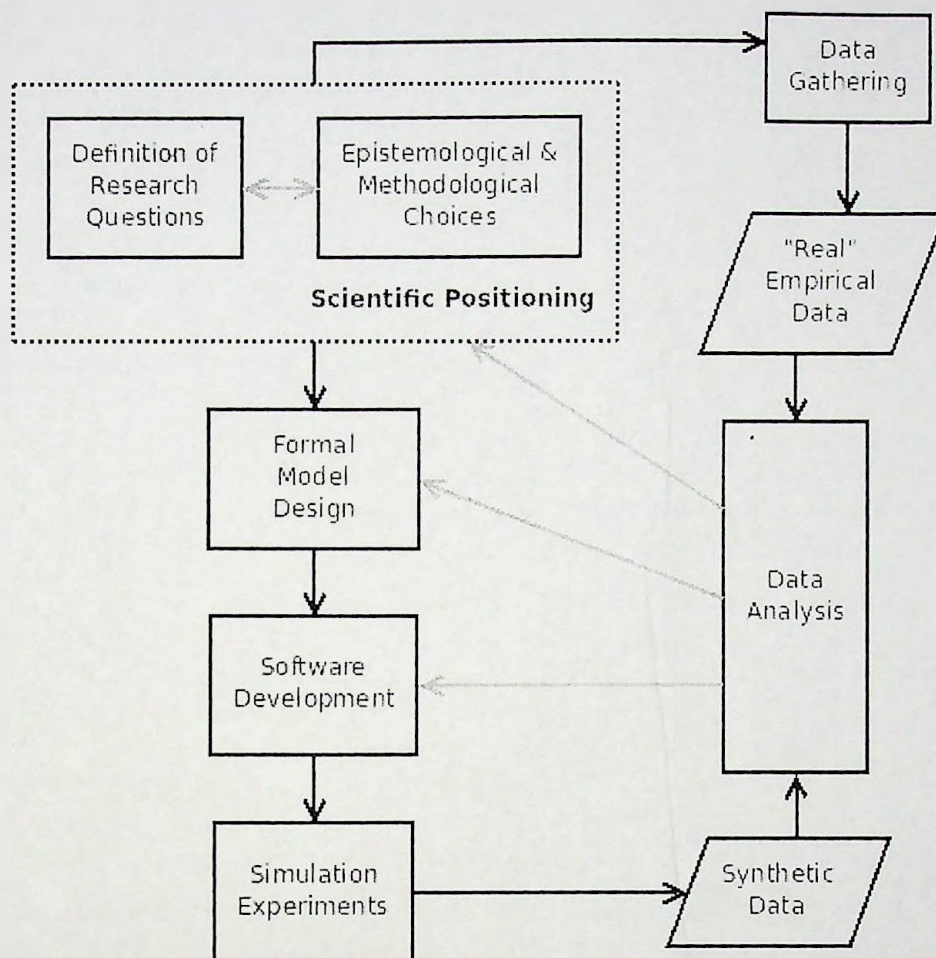 Data
Gathering
Definition of
Research
Questions
Epistemological &
Methodological
Choices
Scientific Positioning
"Real"
Empirical
Data
Formal
Model
Design
Data
Analysis
Software
Development
Simulation
Experiments
Synthetic
Data